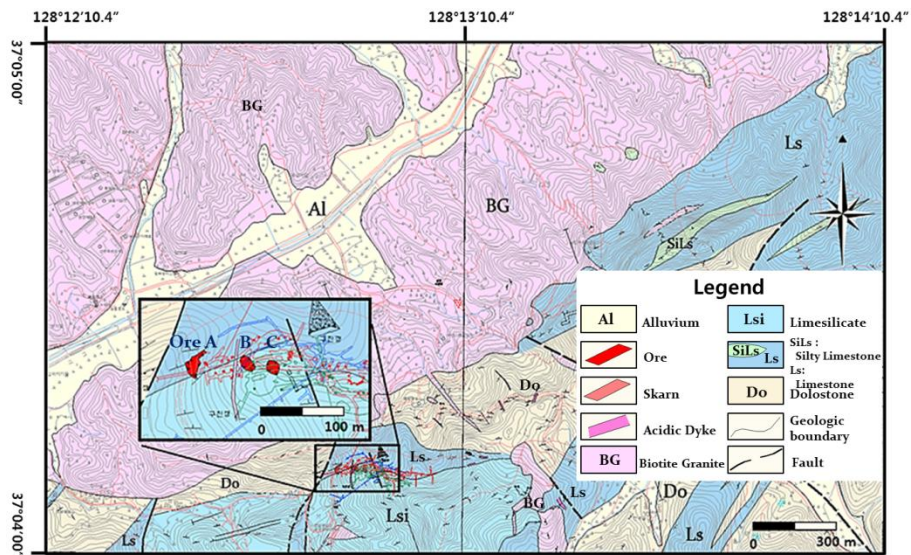 128°12'10.4"
128°13'10.4"
128°14'10.4"
37°05'00"
37°04'00"
BG
Ls
Al
BG
SiLs
Ore A
B
C
구진갱
0
100 m
Do
Ls
Do
Lsi
Ls
BG
Ls
Do
Ls
Legend
Al
Alluvium
Ore
Skarn
Acidic Dyke
BG
Biotite Granite
Lsi
Limesilicate
SiLs
Ls
SiLs :
Silty Limestone
Ls:
Limestone
Do
Dolostone
Geologic
boundary
Fault
0
300 m